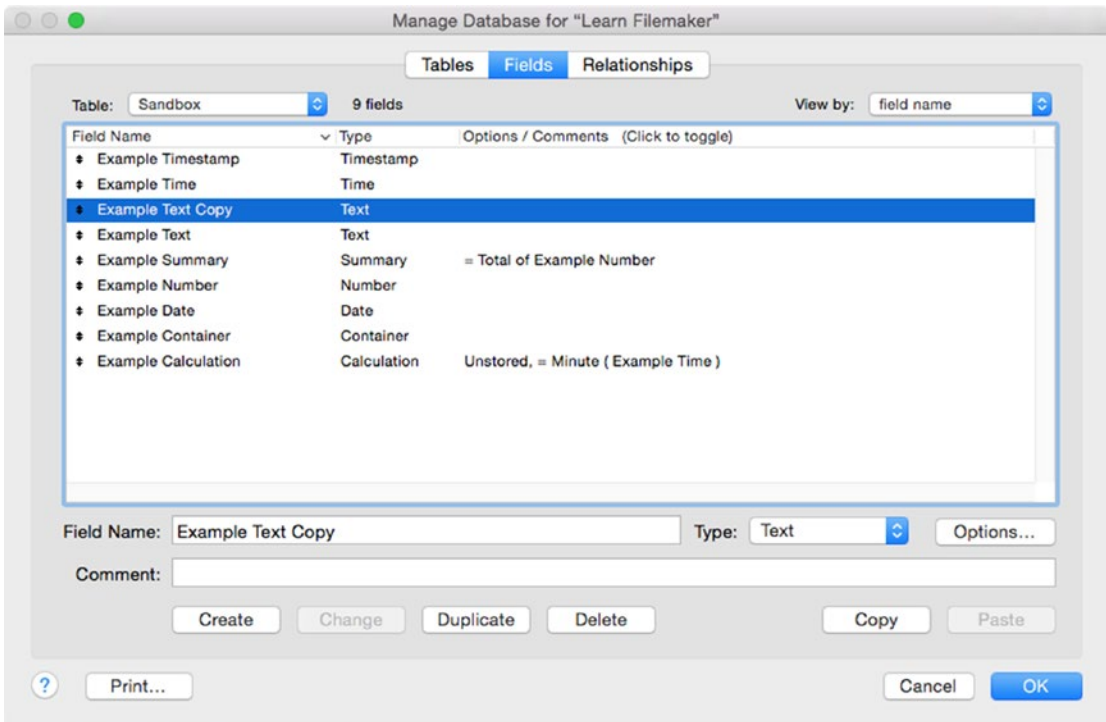 Manage Database for “Learn Filemaker”
Tables Fields Relationships
Table: Sandbox 9 fields View by: field name
Field Name Type Options / Comments (Click to toggle)
Example Timestamp Timestamp
Example Time Time
Example Text Copy Text
Example Text Text
Example Summary Summary = Total of Example Number
Example Number Number
Example Date Date
Example Container Container
Example Calculation Calculation Unstored, = Minute ( Example Time )
Field Name: Example Text Copy Type: Text Options...
Comment:
Create Change Duplicate Delete Copy Paste
? Print... Cancel OK